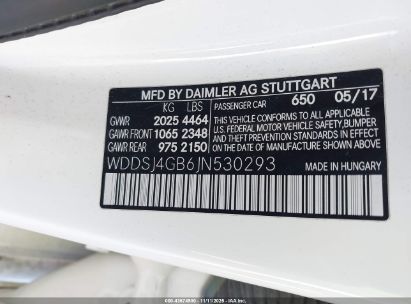 MFD BY DAIMLER AG STUTTGART
KG LBS PASSENGER CAR 650 05/17
GVWR 2025 4464 THIS VEHICLE CONFORMS TO ALL APPLICABLE
GAWR FRONT 1065 2348 U.S. FEDERAL MOTOR VEHICLE SAFETY, BUMPER
GAWR REAR 975 2150 AND THEFT PREVENTION STANDARDS IN EFFECT
ON THE DATE OF MANUFACTURE SHOWN ABOVE.
WDDSJ4GB6JN530293 MADE IN HUNGARY